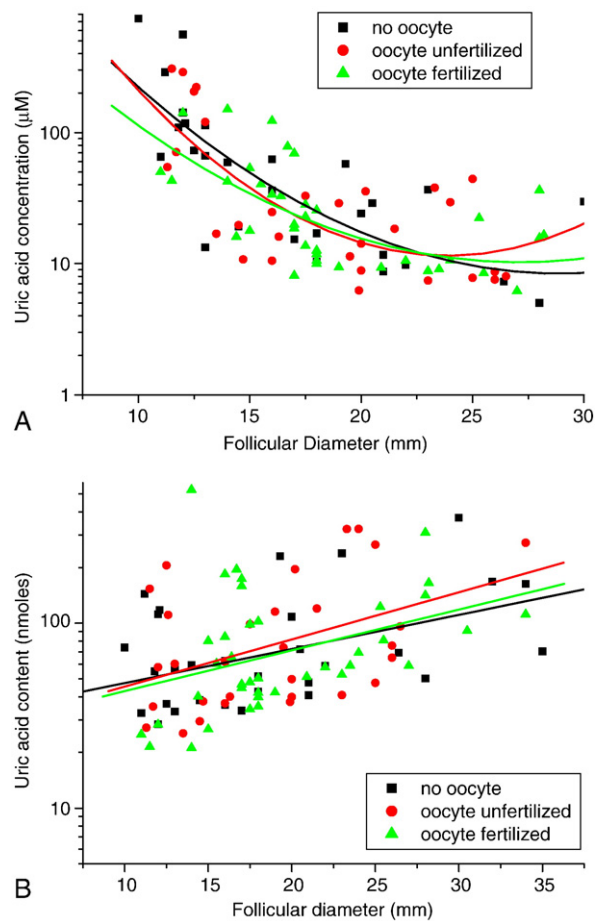 no oocyte
oocyte unfertilized
oocyte fertilized
Uric acid concentration (µM)
100
10
1
10 15 20 25 30
A
Follicular Diameter (mm)
Uric acid content (nmoles)
100
10
no oocyte
oocyte unfertilized
oocyte fertilized
10 15 20 25 30 35
B
Follicular diameter (mm)